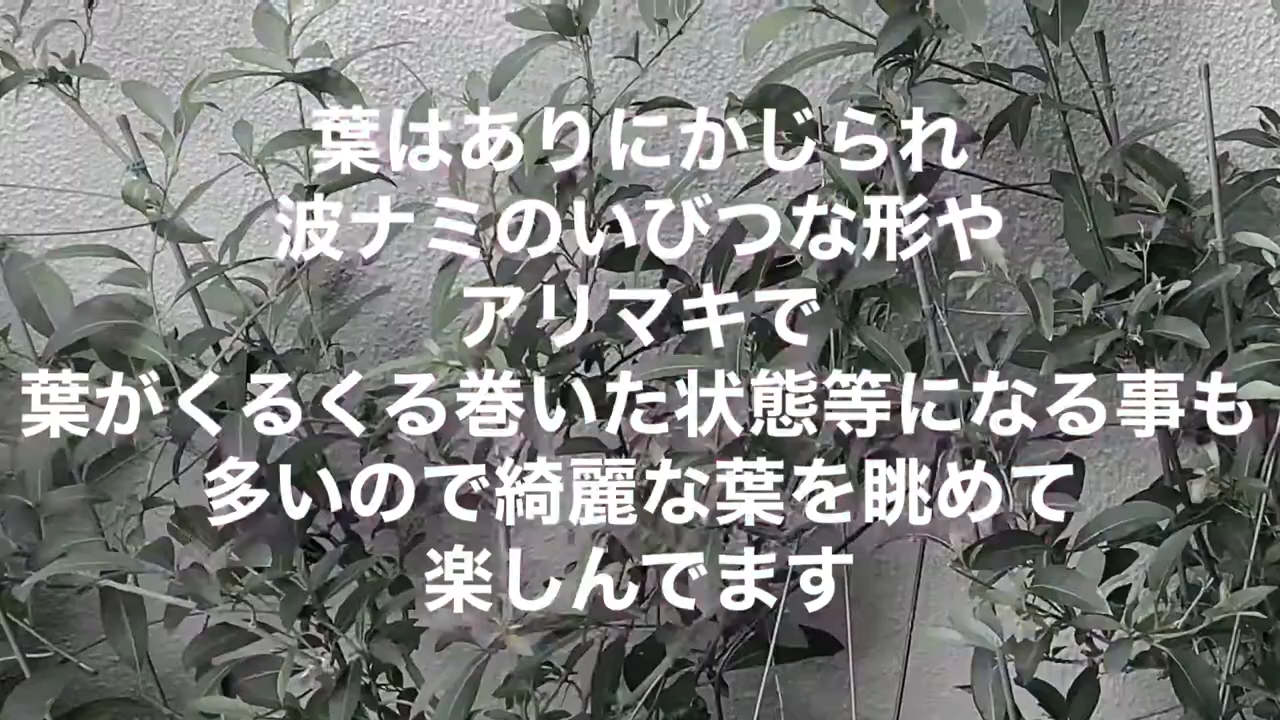 葉はありにかじられ
波ナミのいびつな形や
アリマキで
葉がくるくる巻いた状態等になる事も
多いので綺麗な葉を眺めて
楽しんでます